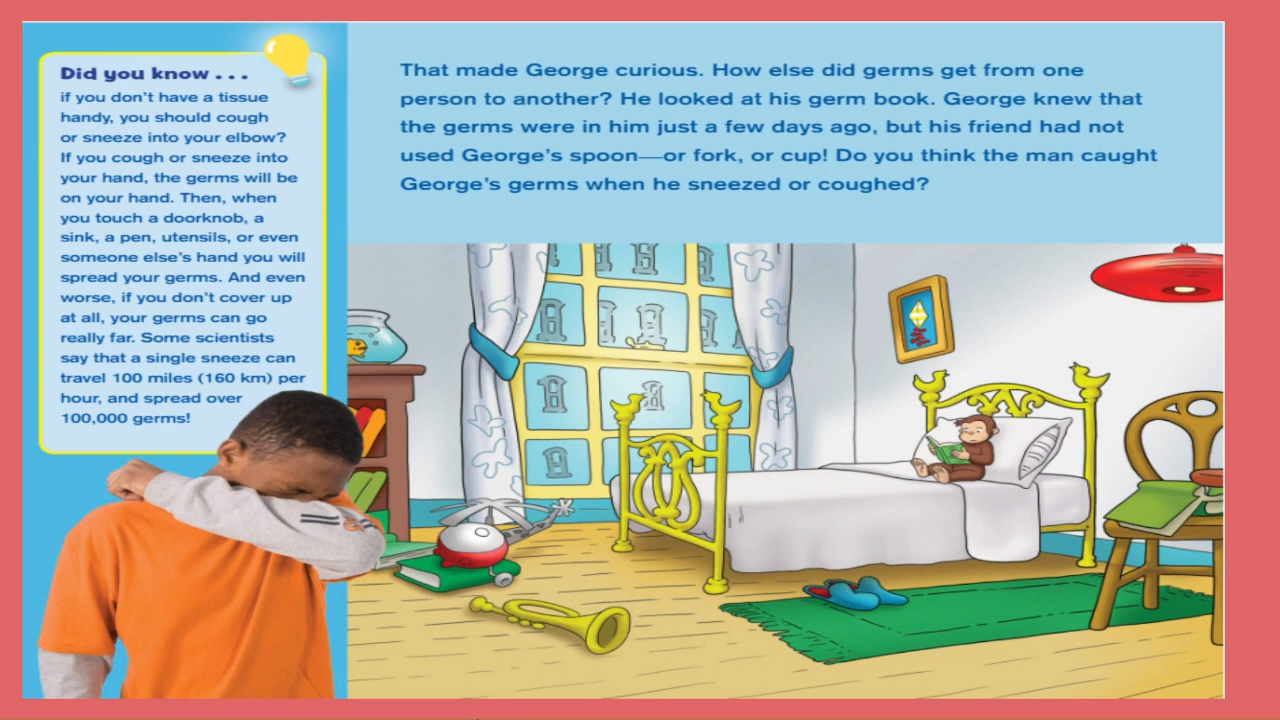 Did you know . . .
if you don't have a tissue
handy, you should cough
or sneeze into your elbow?
If you cough or sneeze into
your hand, the germs will be
on your hand. Then, when
you touch a doorknob, a
sink, a pen, utensils, or even
someone else's hand you will
spread your germs. And even
worse, if you don't cover up
at all, your germs can go
really far. Some scientists
say that a single sneeze can
travel 100 miles (160 km) per
hour, and spread over
100,000 germs!
That made George curious. How else did germs get from one
person to another? He looked at his germ book. George knew that
the germs were in him just a few days ago, but his friend had not
used George's spoon—or fork, or cup! Do you think the man caught
George's germs when he sneezed or coughed?